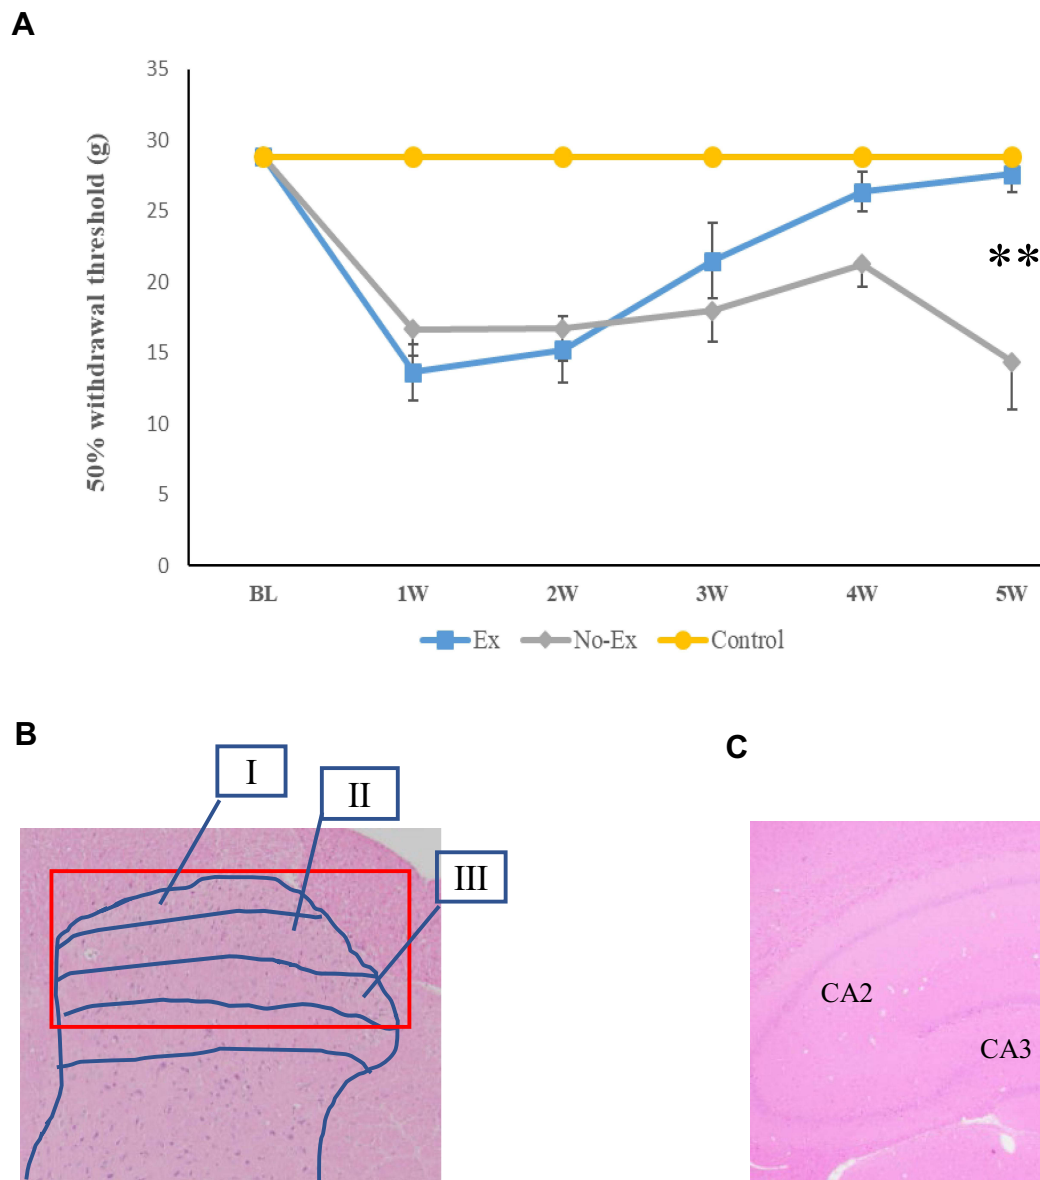 A
50% withdrawal threshold (g)
35
30
25
20
15
10
5
0
**
BL 1W 2W 3W 4W 5W
Ex No-Ex Control
B
I
II
III
C
CA2
CA3